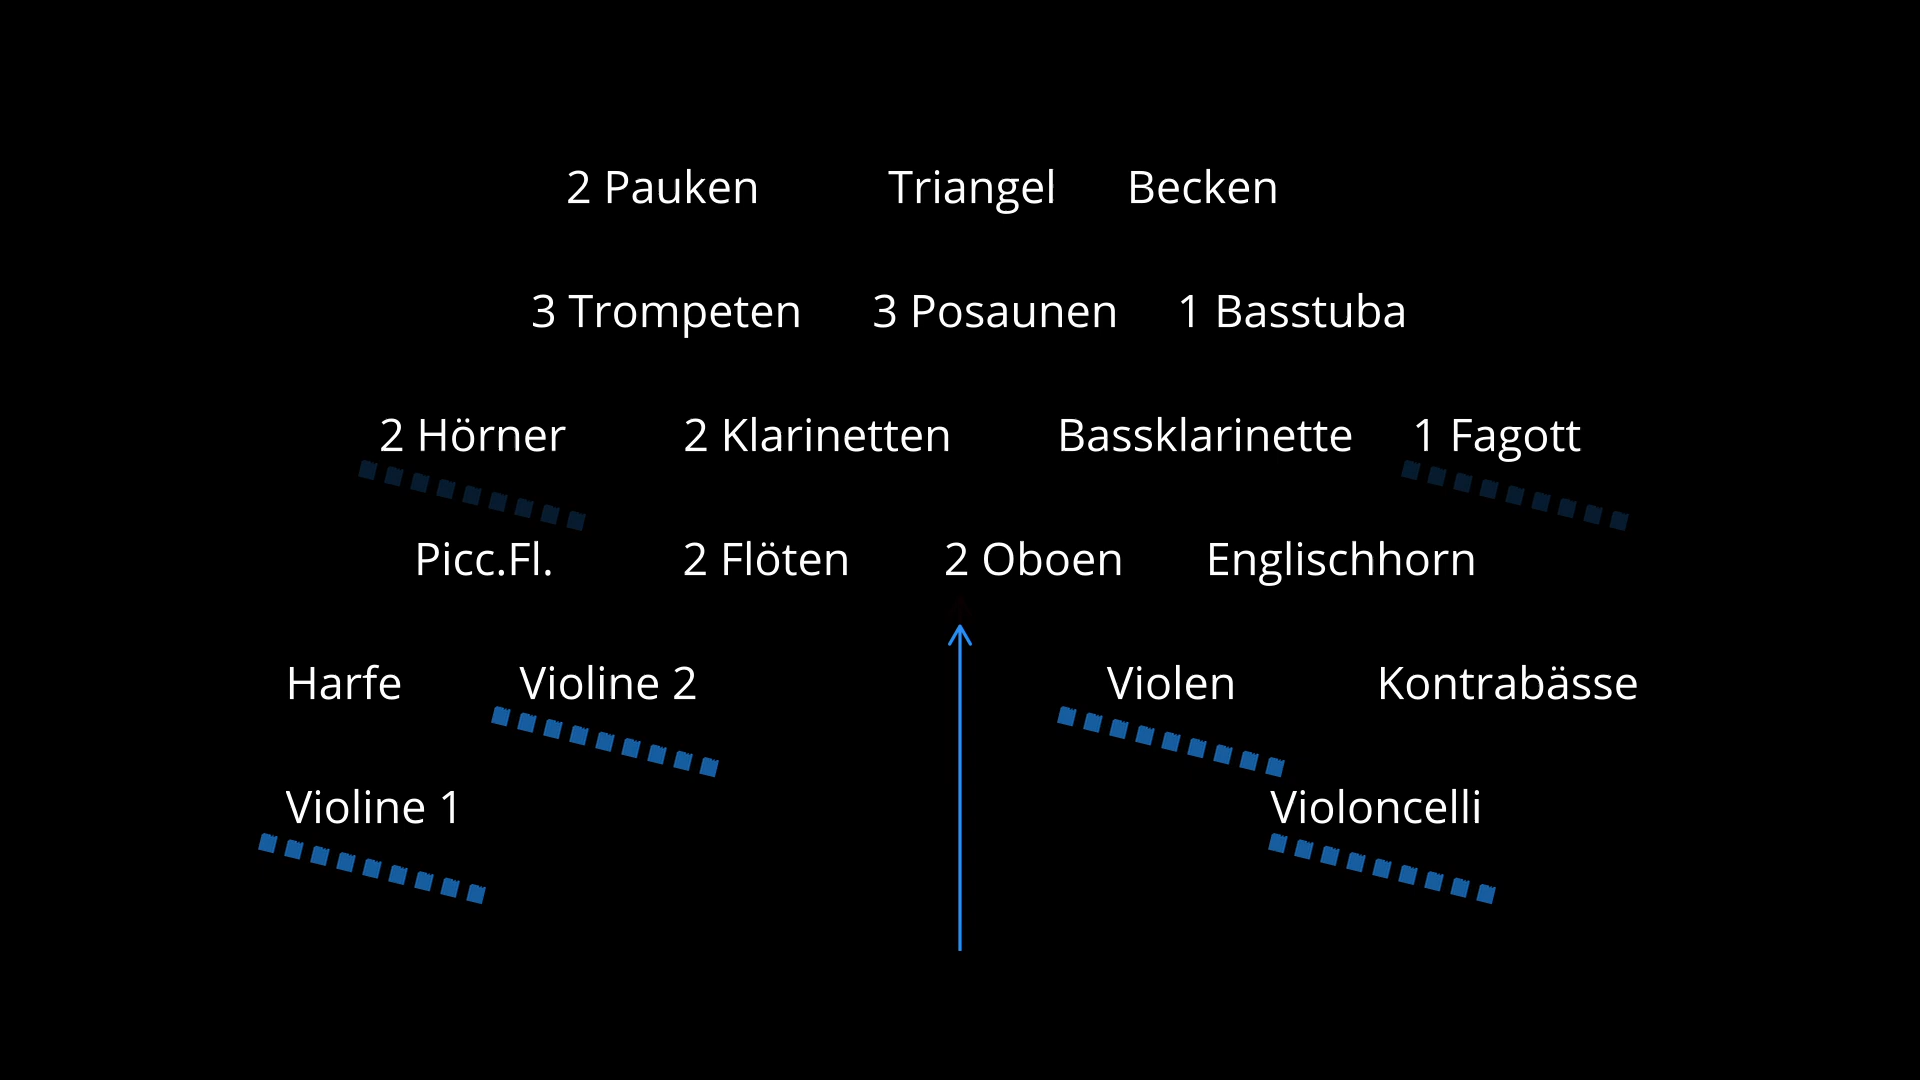 2 Pauken Triangel Becken
3 Trompeten 3 Posaunen 1 Basstuba
2 Hörner 2 Klarinetten Bassklarinette 1 Fagott
Picc.Fl. 2 Flöten 2 Oboen Englischhorn
Harfe Violine 2 Violen Kontrabässe
Violine 1 Violoncelli